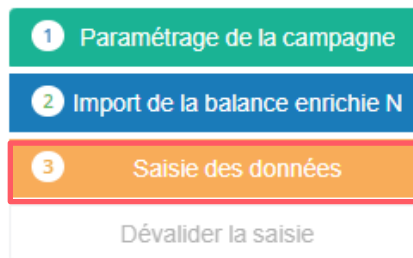 1 Paramétrage de la campagne
2 Import de la balance enrichie N
3 Saisie des données
Dévalider la saisie